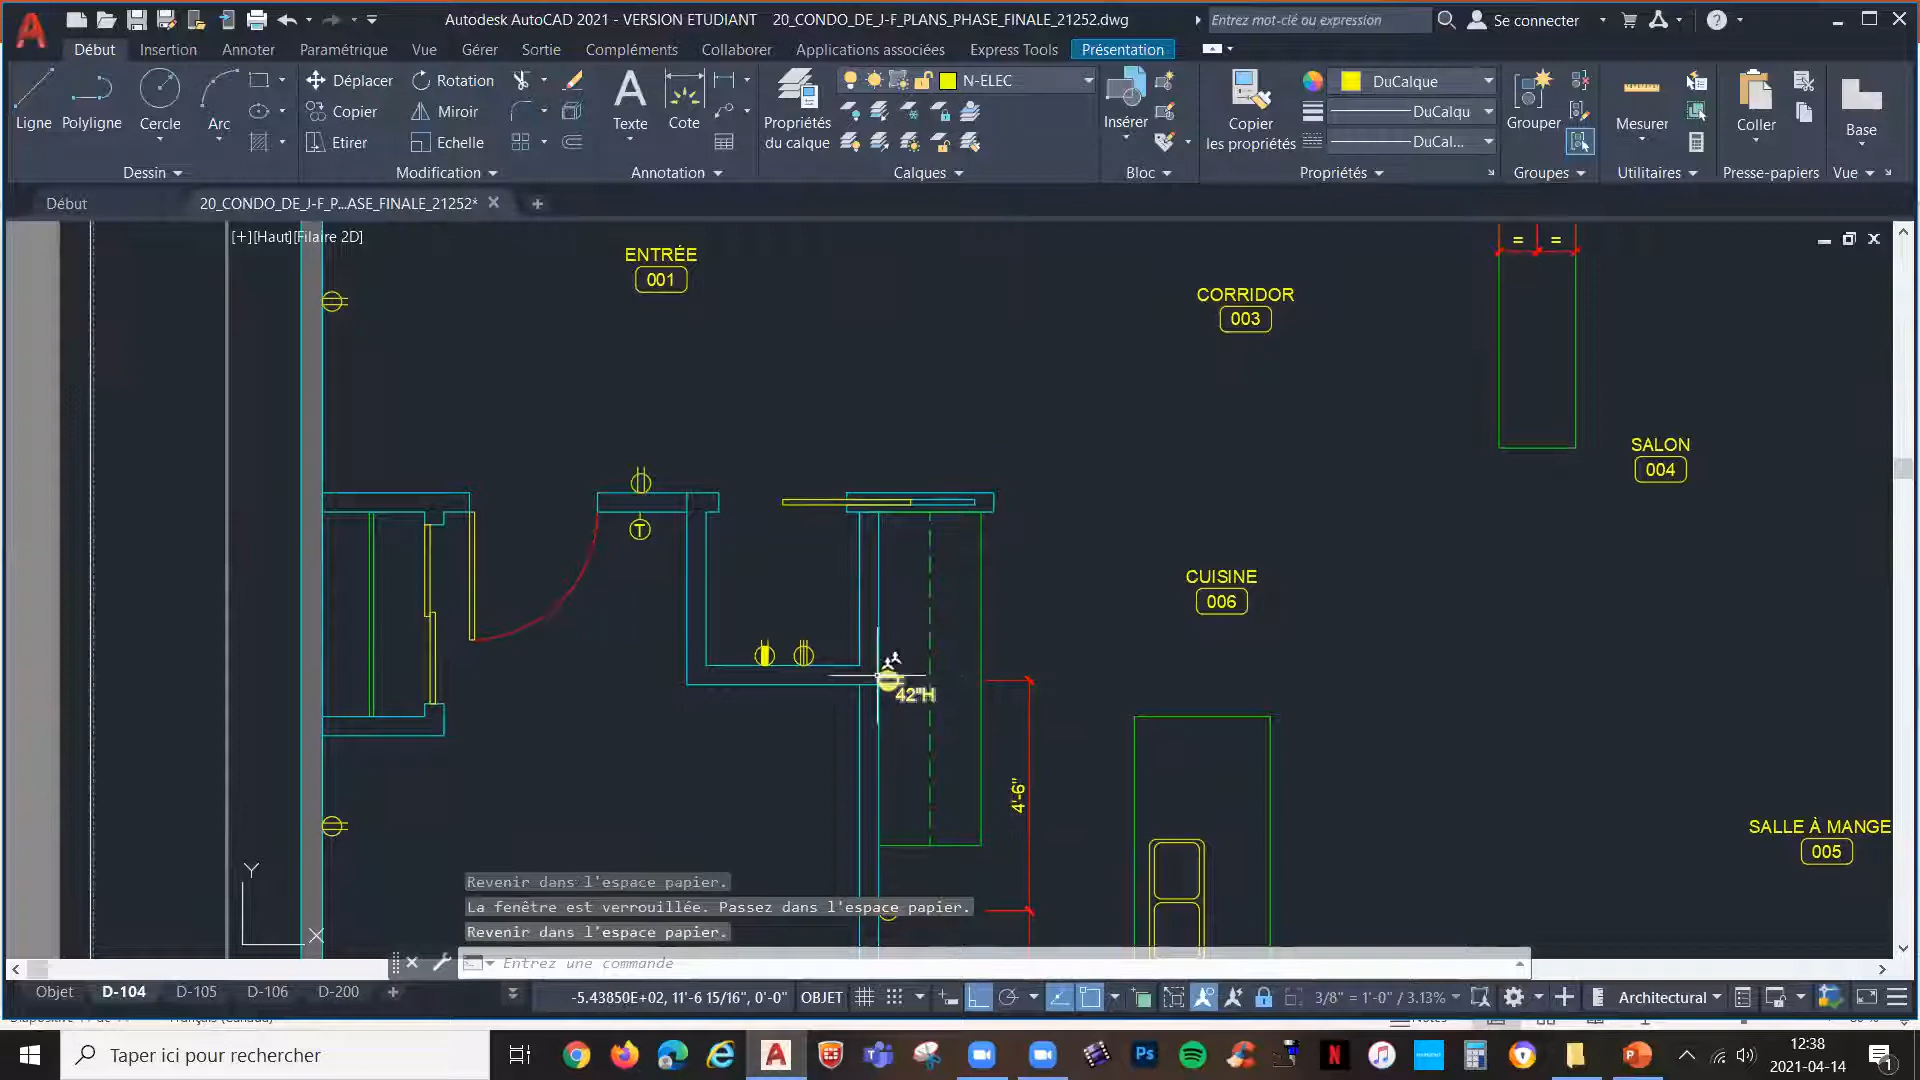 Autodesk AutoCAD 2021 - VERSION ETUDIANT 20_CONDO_DE_J-F_PLANS_PHASE_FINALE_21252.dwg
Entrez mot-clé ou expression
Se connecter
Début Insertion Annoter Paramétrique Vue Gérer Sortie Compléments Collaborer Applications associées Express Tools Présentation
Ligne Polyligne Cercle Arc
Déplacer Rotation
Copier Miroir
Etirer Echelle
Texte Cote
Propriétés du calque
N-ELEC
Insérer
Copier les propriétés
DuCalque
DuCalqu
DuCal...
Grouper
Mesurer
Coller
Base
Dessin Modification Annotation Calques Bloc Propriétés Groupes Utilitaires Presse-papiers Vue
Début 20_CONDO_DE_J-F_P...ASE_FINALE_21252*
[+][Haut][Filaire 2D]
ENTRÉE
001
= =
CORRIDOR
003
SALON
004
T
CUISINE
006
42"H
4'-6"
SALLE À MANGE
005
Y
X
Revenir dans l'espace papier.
La fenêtre est verrouillée. Passez dans l'espace papier.
Revenir dans l'espace papier.
Entrez une commande
Objet D-104 D-105 D-106 D-200
-5.43850E+02, 11'-6 15/16", 0'-0" OBJET
3/8" = 1'-0" / 3.13%
Architectural
Taper ici pour rechercher
Ps
N
12:38
2021-04-14
1